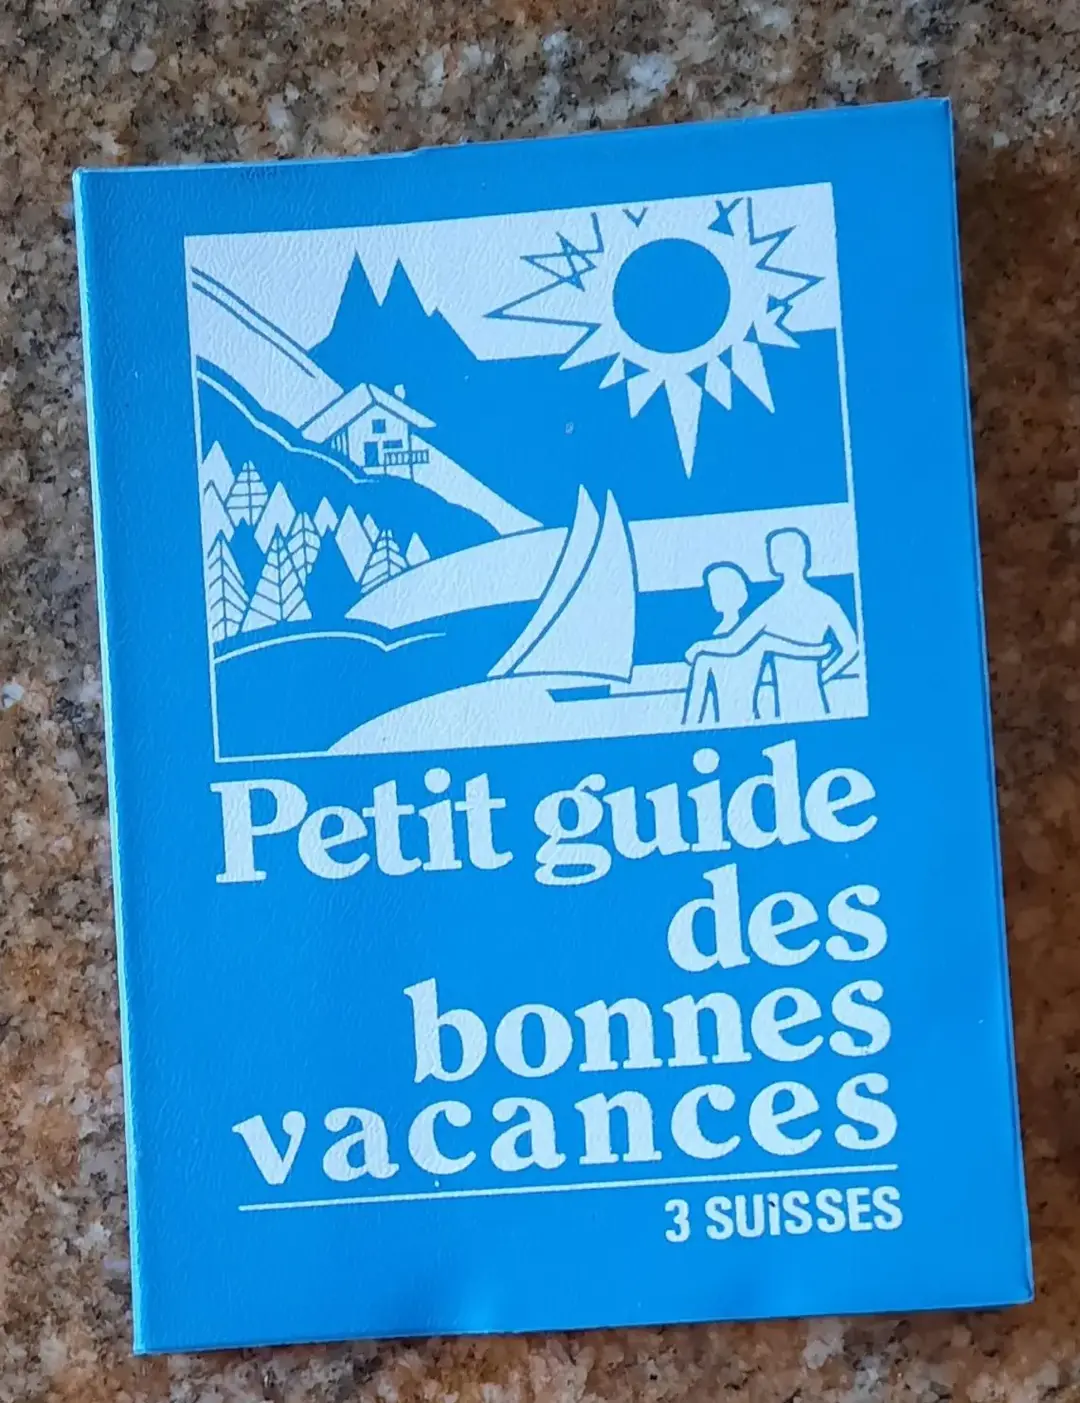 Petit guide
des
bonnes
vacances
3 SUISSES